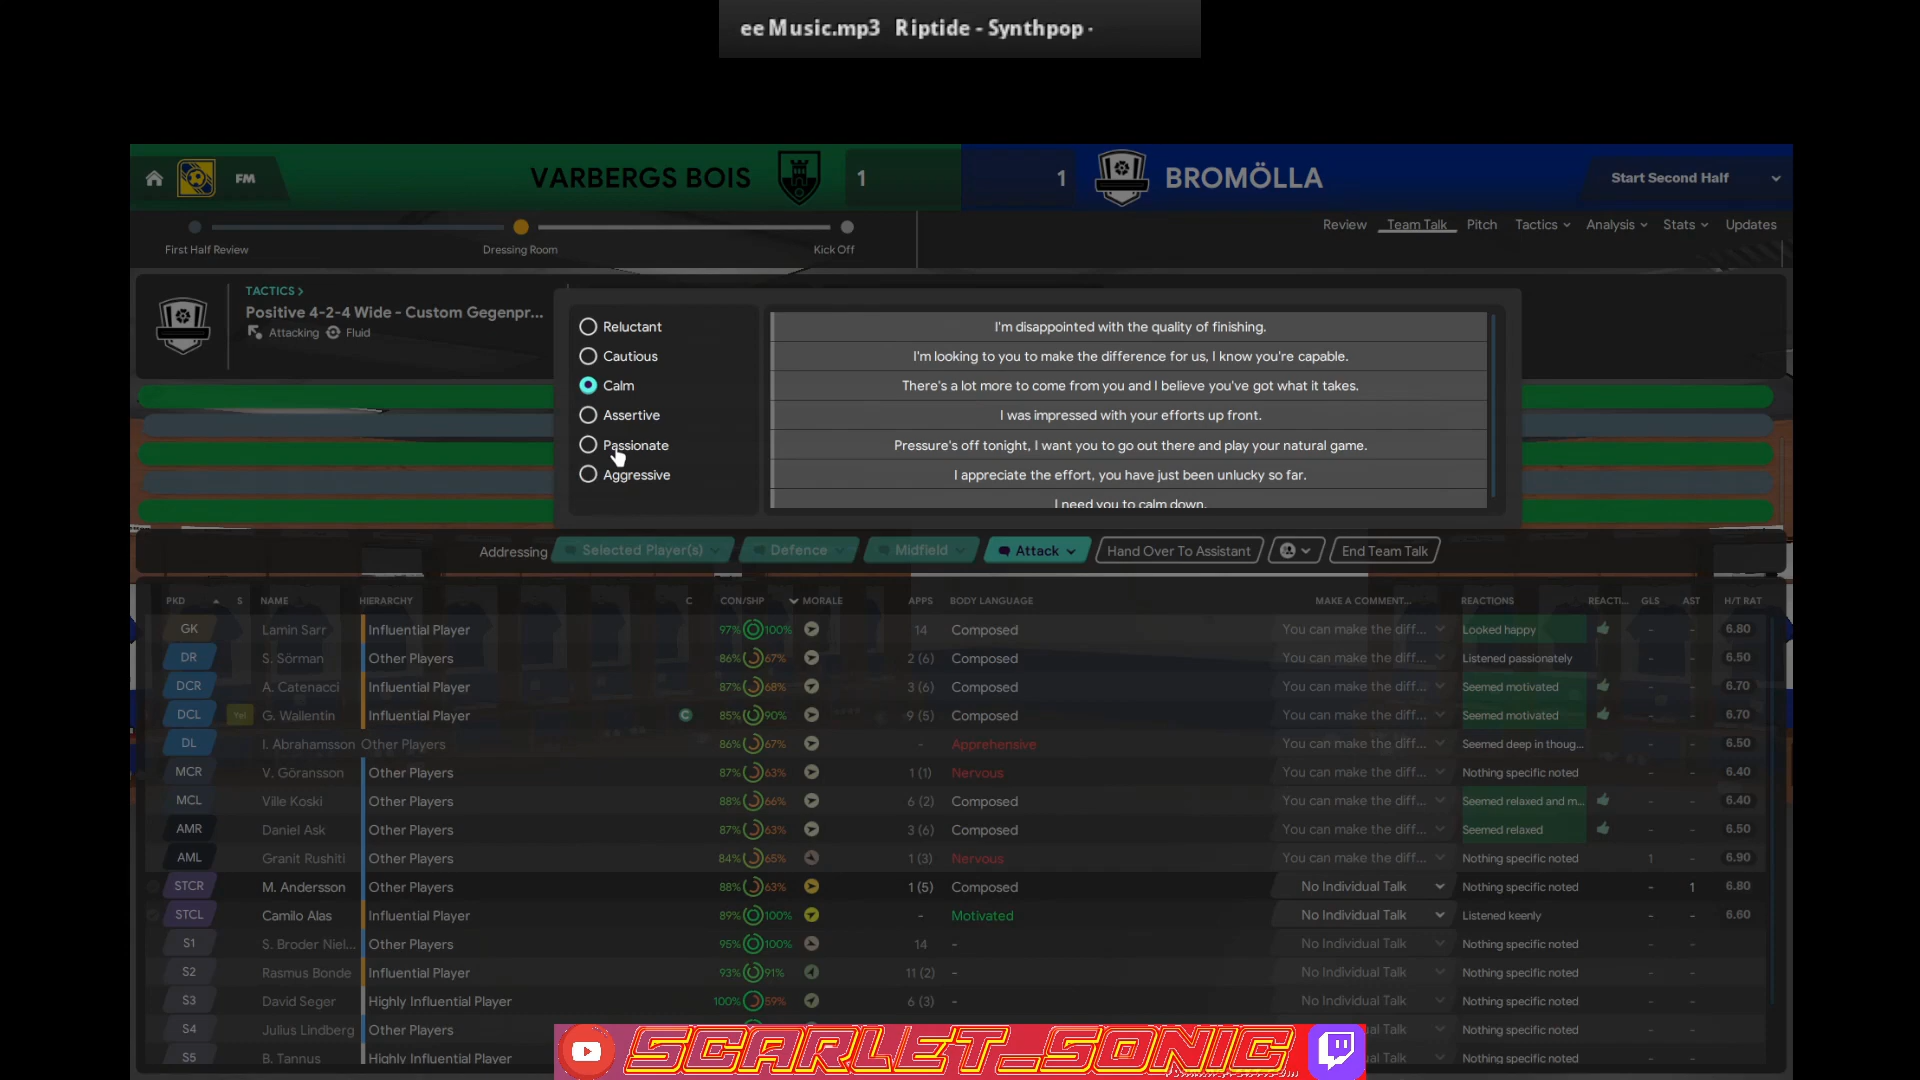 ee Music.mp3   Riptide - Synthpop ·
FM
VARBERGS BOIS
1
1
BROMÖLLA
Start Second Half
First Half Review
Dressing Room
Kick Off
Review
Team Talk
Pitch
Tactics
Analysis
Stats
Updates
TACTICS >
Positive 4-2-4 Wide - Custom Gegenpr...
Attacking
Fluid
Reluctant
Cautious
Calm
Assertive
Passionate
Aggressive
I'm disappointed with the quality of finishing.
I'm looking to you to make the difference for us, I know you're capable.
There's a lot more to come from you and I believe you've got what it takes.
I was impressed with your efforts up front.
Pressure's off tonight, I want you to go out there and play your natural game.
I appreciate the effort, you have just been unlucky so far.
I need you to calm down.
Addressing
Selected Player(s)
Defence
Midfield
Attack
Hand Over To Assistant
End Team Talk
PKD S NAME HIERARCHY C CON/SHP MORALE APPS BODY LANGUAGE MAKE A COMMENT... REACTIONS REACTI... GLS AST H/T RAT
GK Lamin Sarr Influential Player 97% 100% 14 Composed You can make the diff... Looked happy - - 6.80
DR S. Sörman Other Players 86% 67% 2 (6) Composed You can make the diff... Listened passionately - - 6.50
DCR A. Catenacci Influential Player 87% 68% 3 (6) Composed You can make the diff... Seemed motivated - - 6.70
DCL Yel G. Wallentin Influential Player C 85% 90% 9 (5) Composed You can make the diff... Seemed motivated - - 6.70
DL I. Abrahamsson Other Players 86% 67% - Apprehensive You can make the diff... Seemed deep in thoug... - - 6.50
MCR V. Göransson Other Players 87% 63% 1 (1) Nervous You can make the diff... Nothing specific noted - - 6.40
MCL Ville Koski Other Players 88% 66% 6 (2) Composed You can make the diff... Seemed relaxed and m... - - 6.40
AMR Daniel Ask Other Players 87% 63% 3 (6) Composed You can make the diff... Seemed relaxed - - 6.50
AML Granit Rushiti Other Players 84% 65% 1 (3) Nervous You can make the diff... Nothing specific noted 1 - 6.90
STCR M. Andersson Other Players 88% 63% 1 (5) Composed No Individual Talk Nothing specific noted - 1 6.80
STCL Camilo Alas Influential Player 89% 100% - Motivated No Individual Talk Listened keenly - - 6.60
S1 S. Broder Niel... Other Players 95% 100% 14 - No Individual Talk Nothing specific noted - -
S2 Rasmus Bonde Influential Player 93% 91% 11 (2) - No Individual Talk Nothing specific noted - -
S3 David Seger Highly Influential Player 100% 59% 6 (3) - No Individual Talk Nothing specific noted - -
S4 Julius Lindberg Other Players al Talk Nothing specific noted - -
S5 B. Tannus Highly Influential Player al Talk Nothing specific noted - -
SCARLET_SONIC